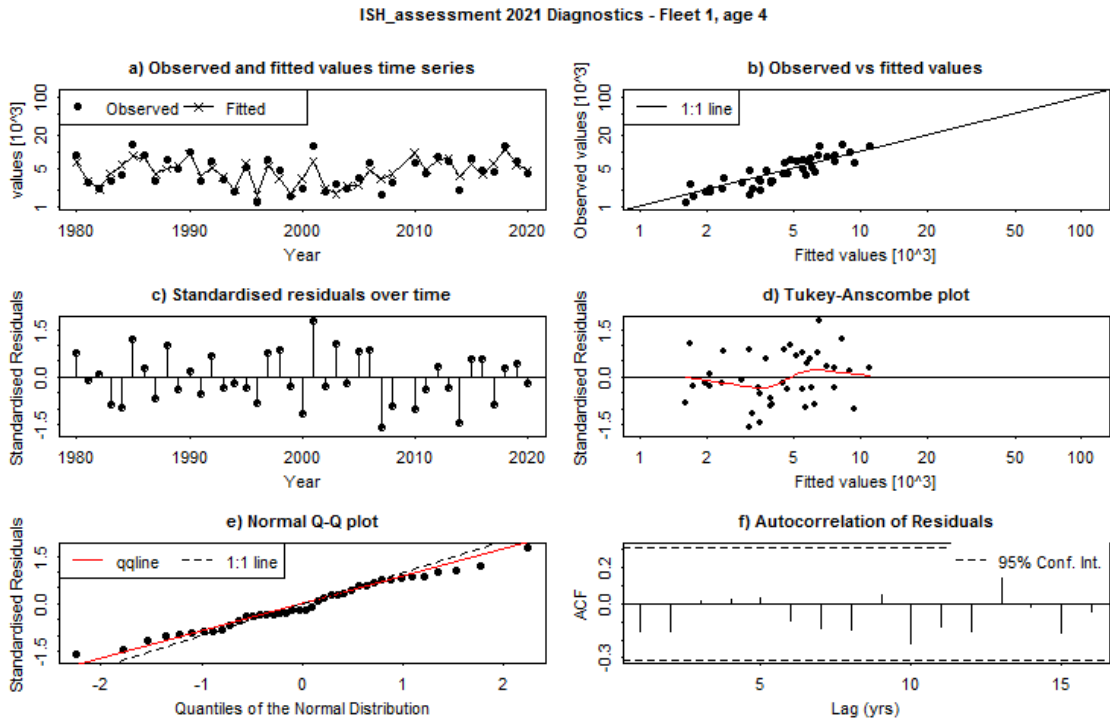 ISH_assessment 2021 Diagnostics - Fleet 1, age 4
a) Observed and fitted values time series
values [10^3]
100
20
5
1
Observed
Fitted
1980
1990
2000
2010
2020
Year
b) Observed vs fitted values
Observed values [10^3]
100
20
5
1
1:1 line
1
2
5
10
20
50
100
Fitted values [10^3]
c) Standardised residuals over time
Standardised Residuals
1.5
0.0
-1.5
1980
1990
2000
2010
2020
Year
d) Tukey-Anscombe plot
Standardised Residuals
1.5
0.0
-1.5
1
2
5
10
20
50
100
Fitted values [10^3]
e) Normal Q-Q plot
Standardised Residuals
1.5
0.0
-1.5
qqline
1:1 line
-2
-1
0
1
2
Quantiles of the Normal Distribution
f) Autocorrelation of Residuals
ACF
0.2
0.0
-0.3
95% Conf. Int.
5
10
15
Lag (yrs)